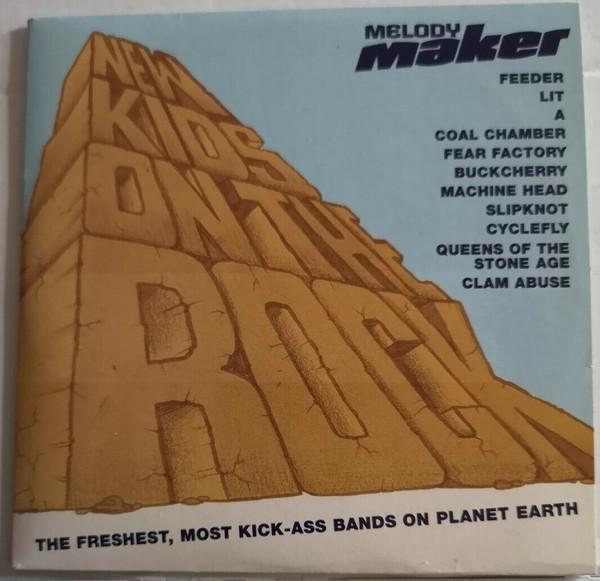 MELODY
maker
NEW
KIDS
ON THE
ROCK
FEEDER
LIT
A
COAL CHAMBER
FEAR FACTORY
BUCKCHERRY
MACHINE HEAD
SLIPKNOT
CYCLEFLY
QUEENS OF THE
STONE AGE
CLAM ABUSE
THE FRESHEST, MOST KICK-ASS BANDS ON PLANET EARTH